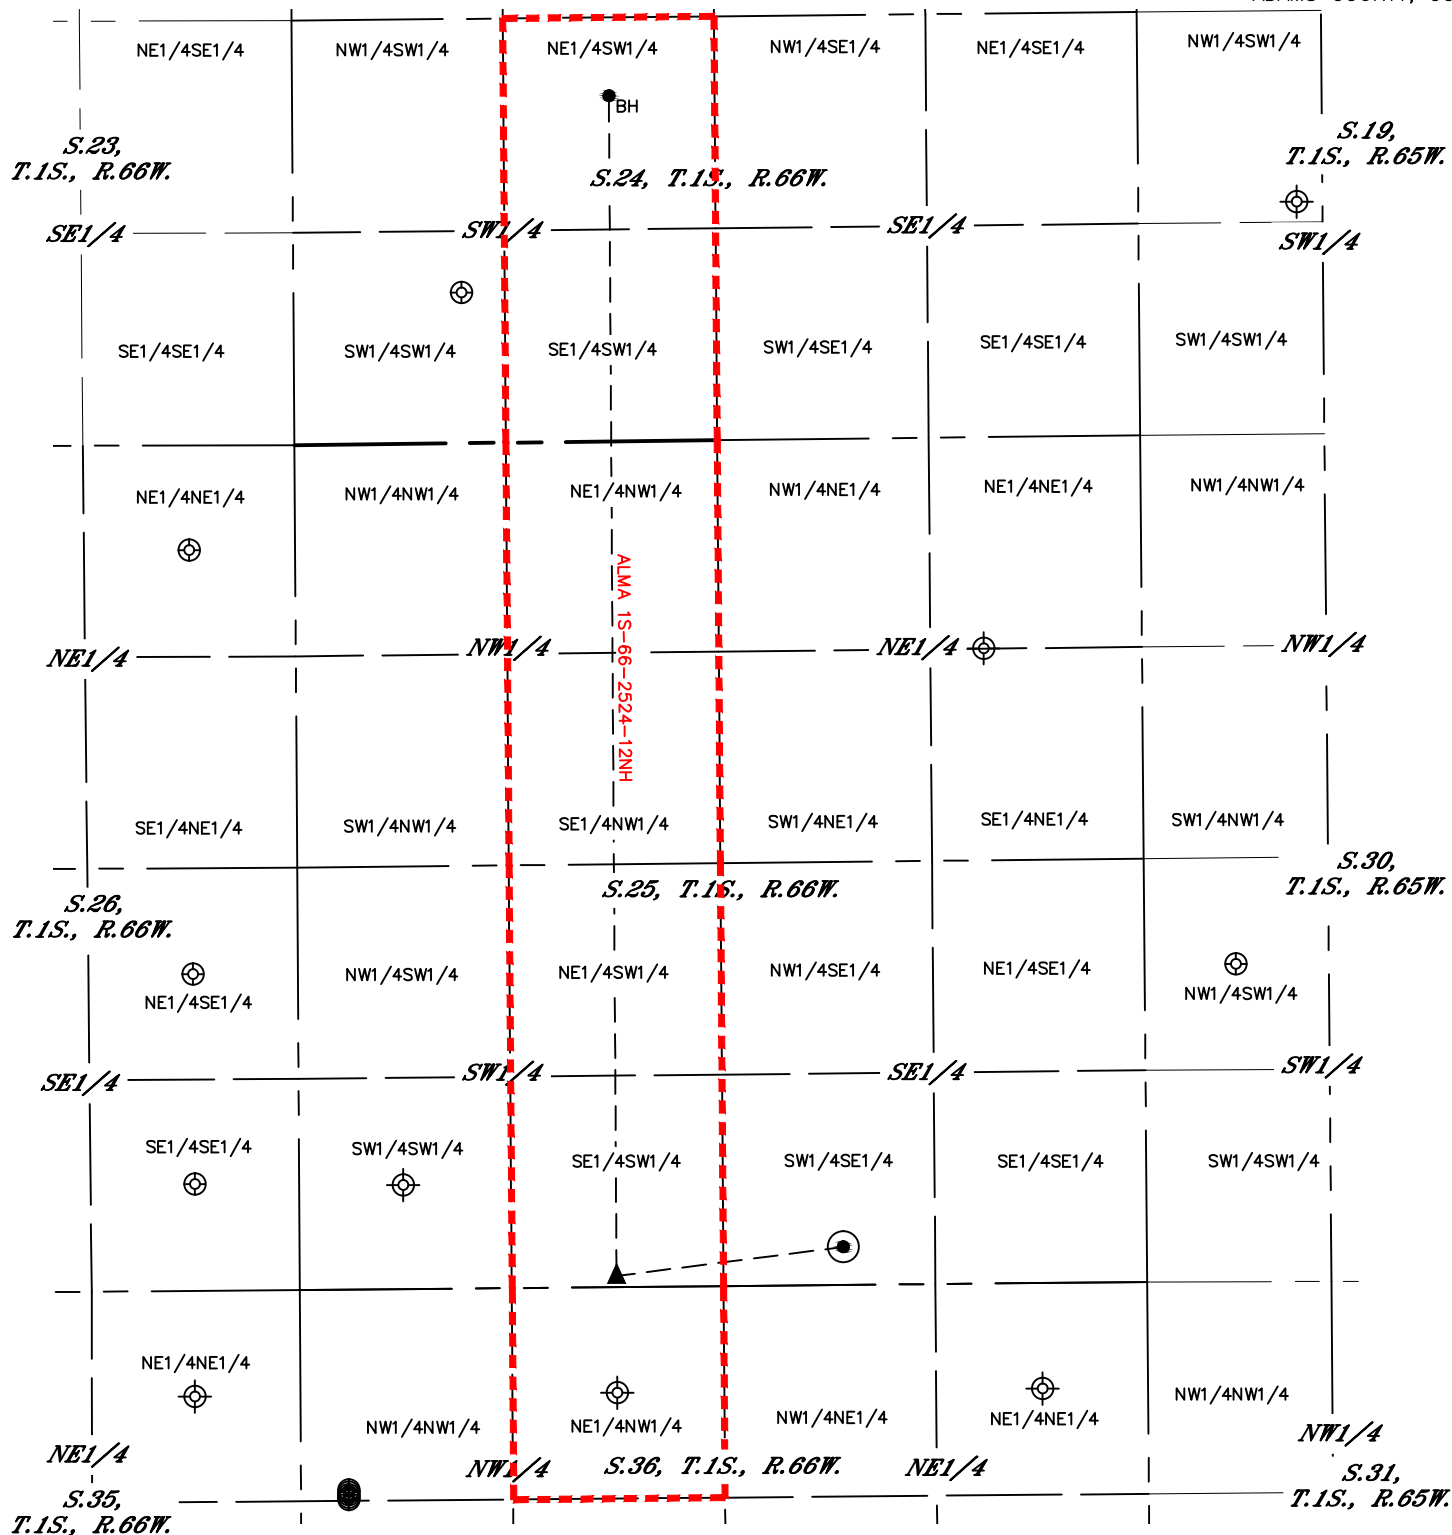 NE1/4SE1/4 NW1/4SW1/4 NE1/4SW1/4 NW1/4SE1/4 NE1/4SE1/4 NW1/4SW1/4
BH
S.23,
T.1S., R.66W.
S.24, T.1S., R.66W.
S.19,
T.1S., R.65W.
SE1/4 SW1/4 SE1/4 SW1/4
SE1/4SE1/4 SW1/4SW1/4 SE1/4SW1/4 SW1/4SE1/4 SE1/4SE1/4 SW1/4SW1/4
NE1/4NE1/4 NW1/4NW1/4 NE1/4NW1/4 NW1/4NE1/4 NE1/4NE1/4 NW1/4NW1/4
ALMA 1S-66-2524-12NH
NE1/4 NW1/4 NE1/4 NW1/4
SE1/4NE1/4 SW1/4NW1/4 SE1/4NW1/4 SW1/4NE1/4 SE1/4NE1/4 SW1/4NW1/4
S.26,
T.1S., R.66W.
S.25, T.1S., R.66W.
S.30,
T.1S., R.65W.
NE1/4SE1/4 NW1/4SW1/4 NE1/4SW1/4 NW1/4SE1/4 NE1/4SE1/4 NW1/4SW1/4
SE1/4 SW1/4 SE1/4 SW1/4
SE1/4SE1/4 SW1/4SW1/4 SE1/4SW1/4 SW1/4SE1/4 SE1/4SE1/4 SW1/4SW1/4
NE1/4NE1/4 NW1/4NW1/4 NE1/4NW1/4 NW1/4NE1/4 NE1/4NE1/4 NW1/4NW1/4
NE1/4 NW1/4 NE1/4 NW1/4
S.35,
T.1S., R.66W.
S.36, T.1S., R.66W.
S.31,
T.1S., R.65W.